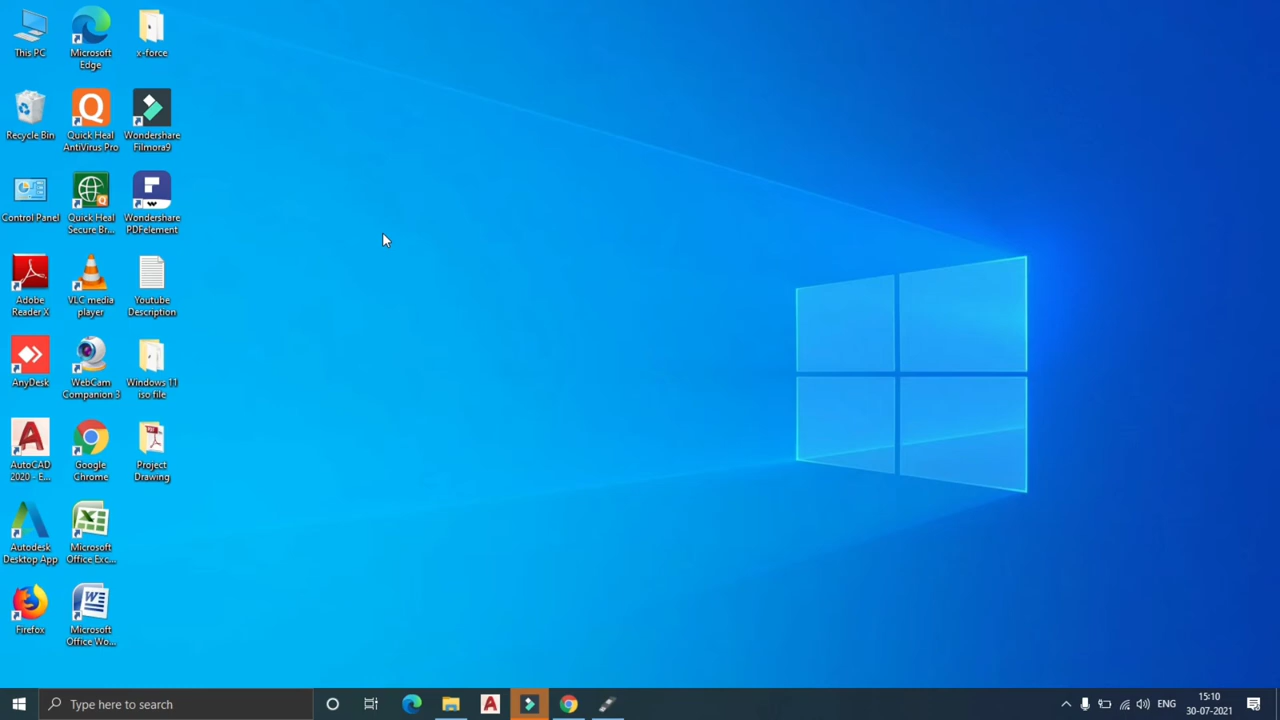 This PC
Microsoft
Edge
x-force
Recycle Bin
Quick Heal
AntiVirus Pro
Wondershare
Filmora9
Control Panel
Quick Heal
Secure Br...
Wondershare
PDFelement
Adobe
Reader X
VLC media
player
Youtube
Description
AnyDesk
WebCam
Companion 3
Windows 11
iso file
AutoCAD
2020 - E...
Google
Chrome
Project
Drawing
Autodesk
Desktop App
Microsoft
Office Exc...
Firefox
Microsoft
Office Wo...
Type here to search
ENG
15:10
30-07-2021